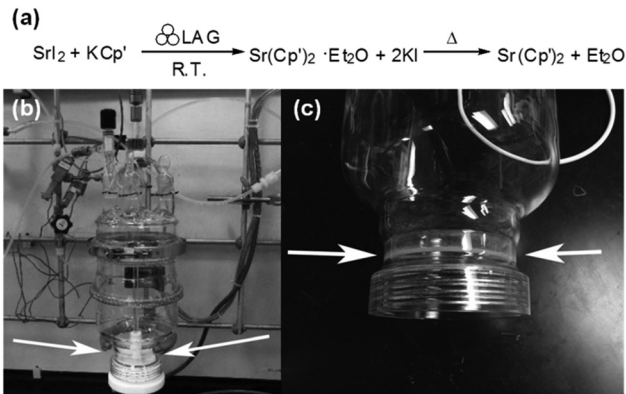 (a)
SrI2 + KCp' LAG R.T. Sr(Cp')2 ·Et2O + 2KI Δ Sr(Cp')2 + Et2O
(b)
(c)